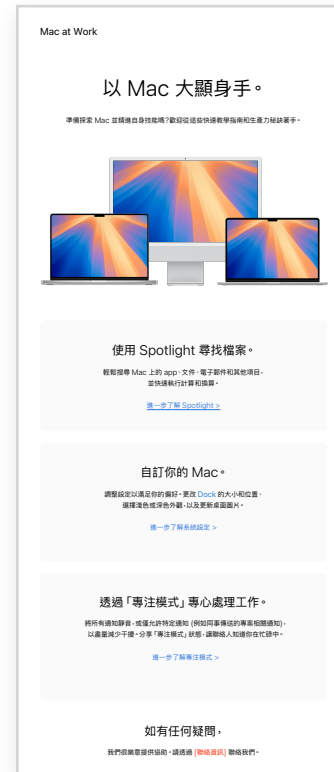 Mac at Work
以 Mac 大顯身手。
準備探索 Mac 並精進自身技能嗎？歡迎從這些快速教學指南和生產力秘訣著手。
使用 Spotlight 尋找檔案。
輕鬆搜尋 Mac 上的 app、文件、電子郵件和其他項目，
並快速執行計算和換算。
進一步了解 Spotlight >
自訂你的 Mac。
調整設定以滿足你的偏好。更改 Dock 的大小和位置、
選擇淺色或深色外觀，以及更新桌面圖片。
進一步了解系統設定 >
透過「專注模式」專心處理工作。
將所有通知靜音，或僅允許特定通知 (例如同事傳送的專案相關通知)，
以盡量減少干擾。分享「專注模式」狀態，讓聯絡人知道你在忙碌中。
進一步了解專注模式 >
如有任何疑問，
我們很樂意提供協助。請透過 [聯絡資訊] 聯絡我們。